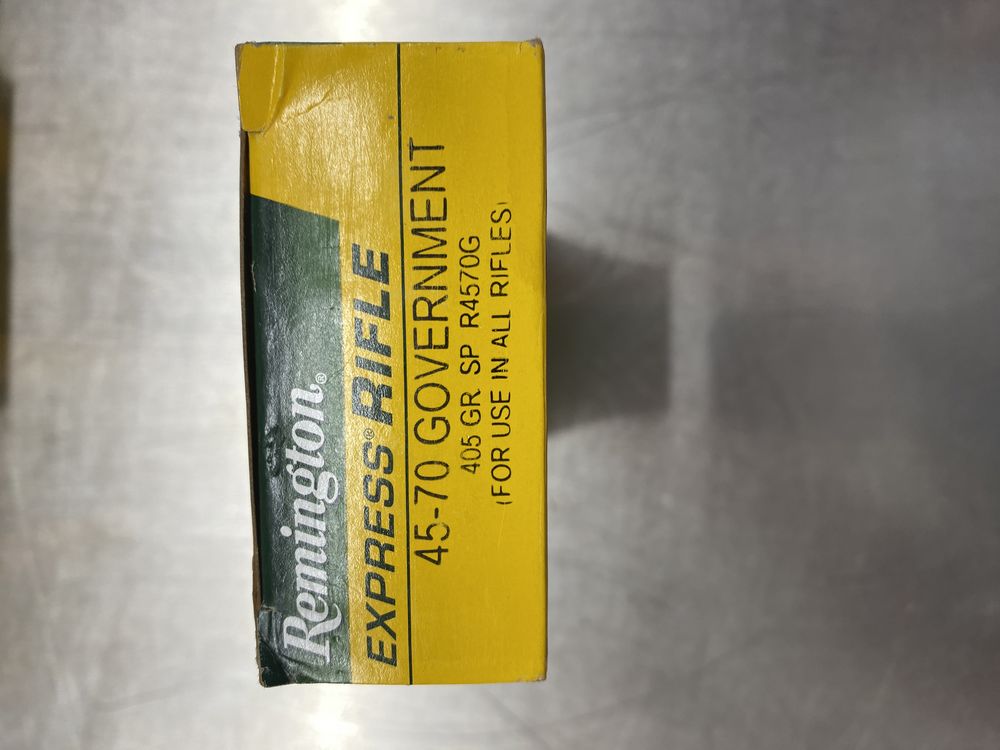 Remington®
EXPRESS® RIFLE
45-70 GOVERNMENT
405 GR SP R4570G
(FOR USE IN ALL RIFLES)